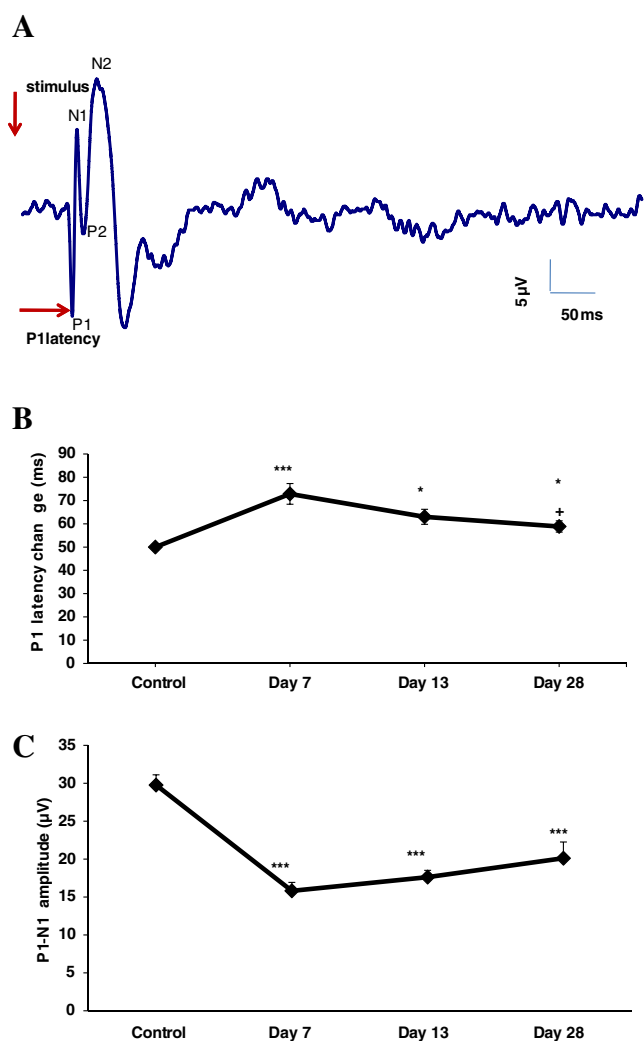 A
N2
stimulus
N1
P2
P1
P1latency
5 µV
50 ms
B
P1 latency chan ge (ms)
90
80
70
60
50
40
30
20
10
0
***
*
*
+
Control Day 7 Day 13 Day 28
C
P1-N1 amplitude (µV)
35
30
25
20
15
10
5
0
***
***
***
Control Day 7 Day 13 Day 28